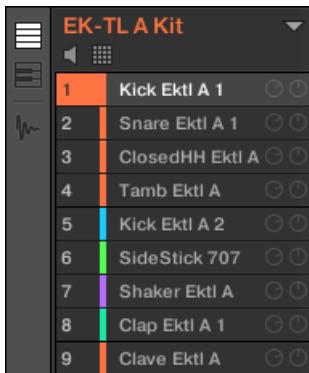 EK-TL A Kit
1 Kick Ektl A 1
2 Snare Ektl A 1
3 ClosedHH Ektl A
4 Tamb Ektl A
5 Kick Ektl A 2
6 SideStick 707
7 Shaker Ektl A
8 Clap Ektl A 1
9 Clave Ektl A